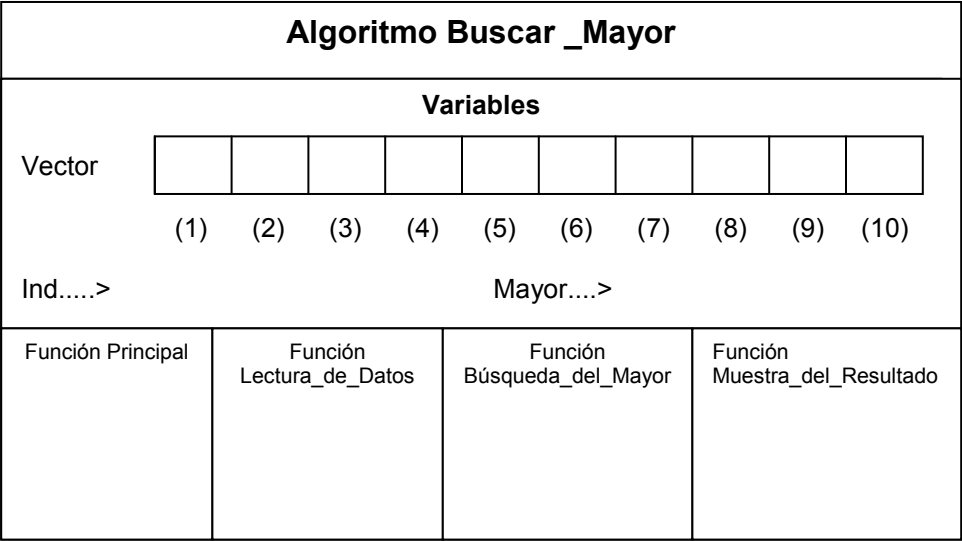 Algoritmo Buscar _Mayor
Variables
Vector
(1) (2) (3) (4) (5) (6) (7) (8) (9) (10)
Ind.....> Mayor....>
Función Principal
Función
Lectura_de_Datos
Función
Búsqueda_del_Mayor
Función
Muestra_del_Resultado